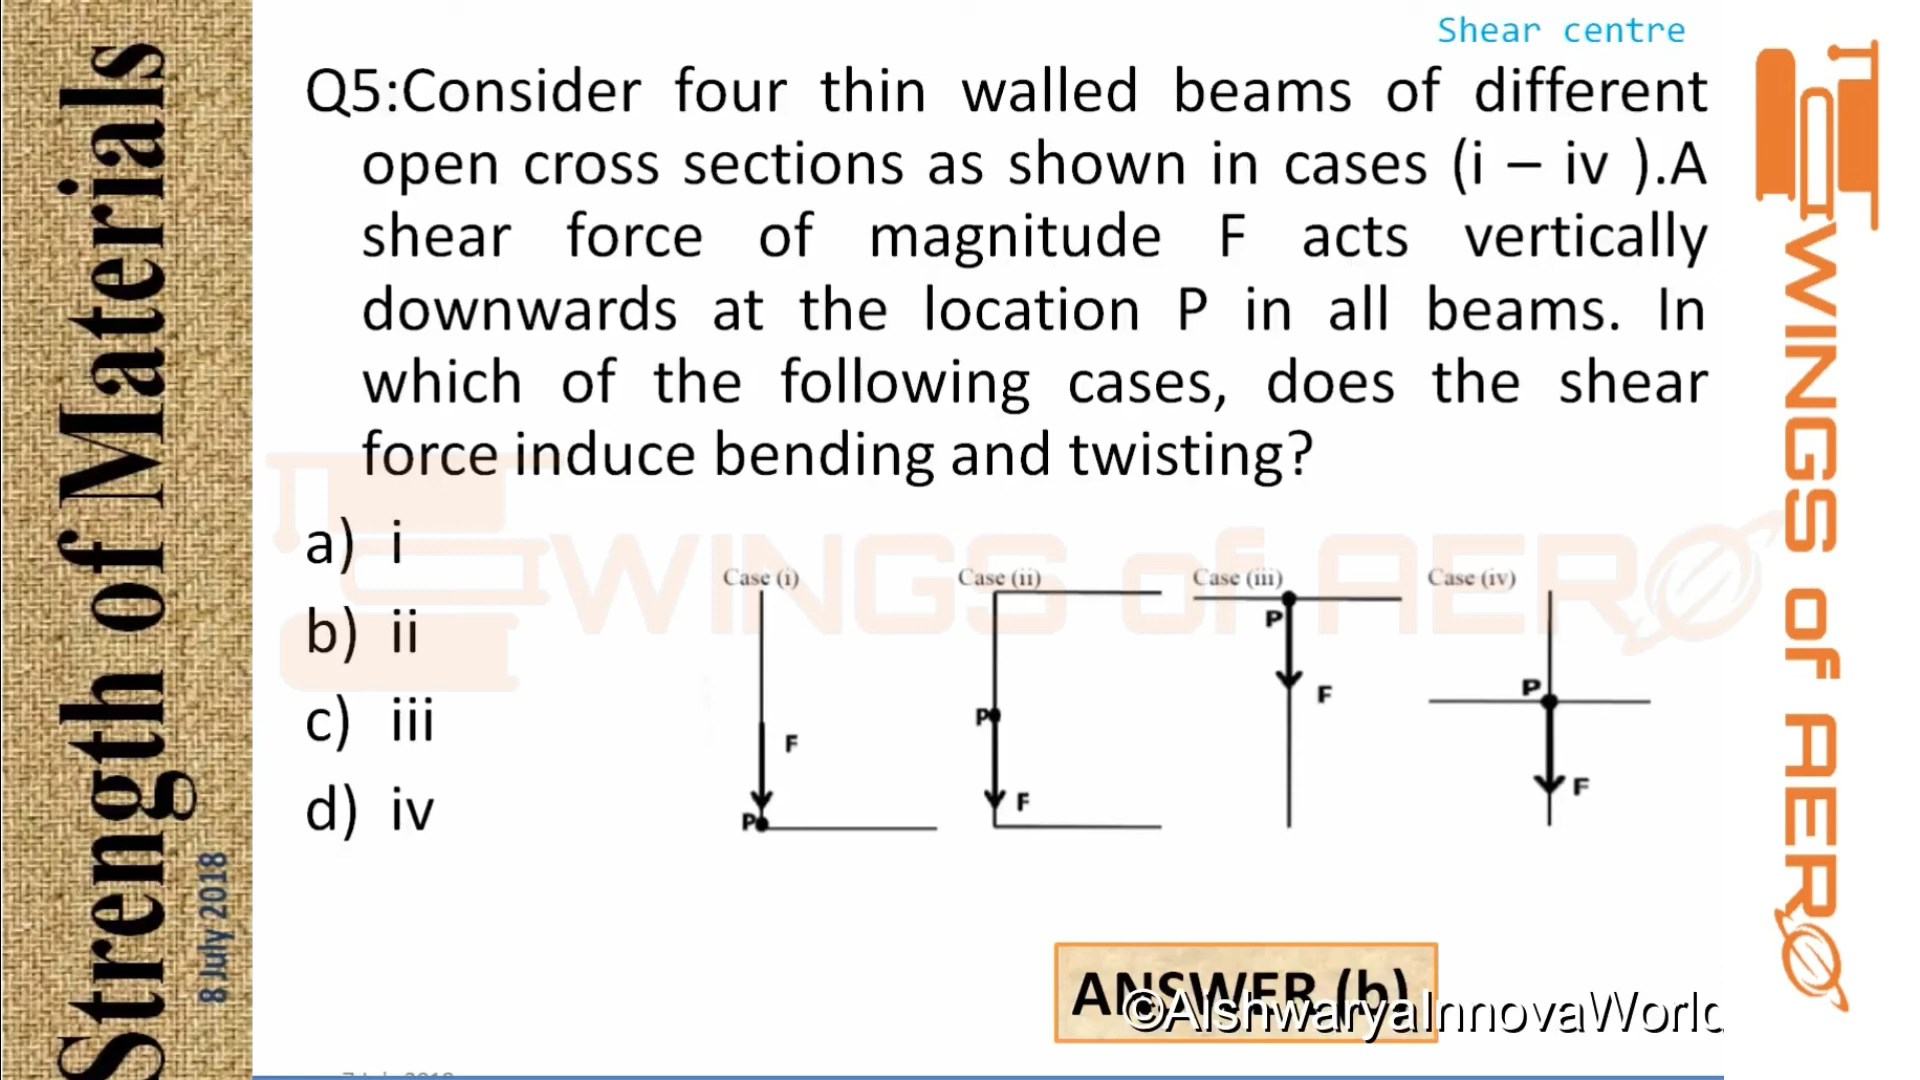 Shear centre
Q5:Consider four thin walled beams of different
open cross sections as shown in cases (i – iv ).A
shear force of magnitude F acts vertically
downwards at the location P in all beams. In
which of the following cases, does the shear
force induce bending and twisting?
a) i
b) ii
c) iii
d) iv
Case (i)
F
P
Case (ii)
P
F
Case (iii)
P
F
Case (iv)
P
F
ANSWER (b)
©AishwaryaInnovaWorld
Strength of Materials
8 July 2018
WINGS of AERO
WINGS of AERO